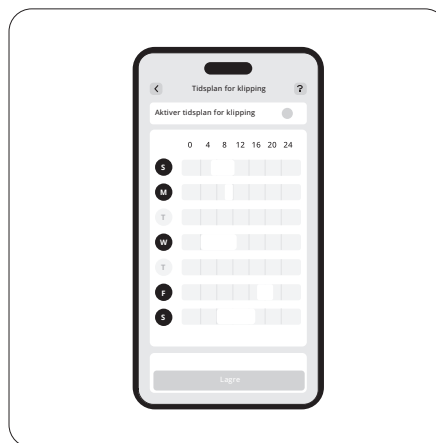 Tidsplan for klipping ?
Aktiver tidsplan for klipping
0 4 8 12 16 20 24
S
M
T
W
T
F
S
Lagre